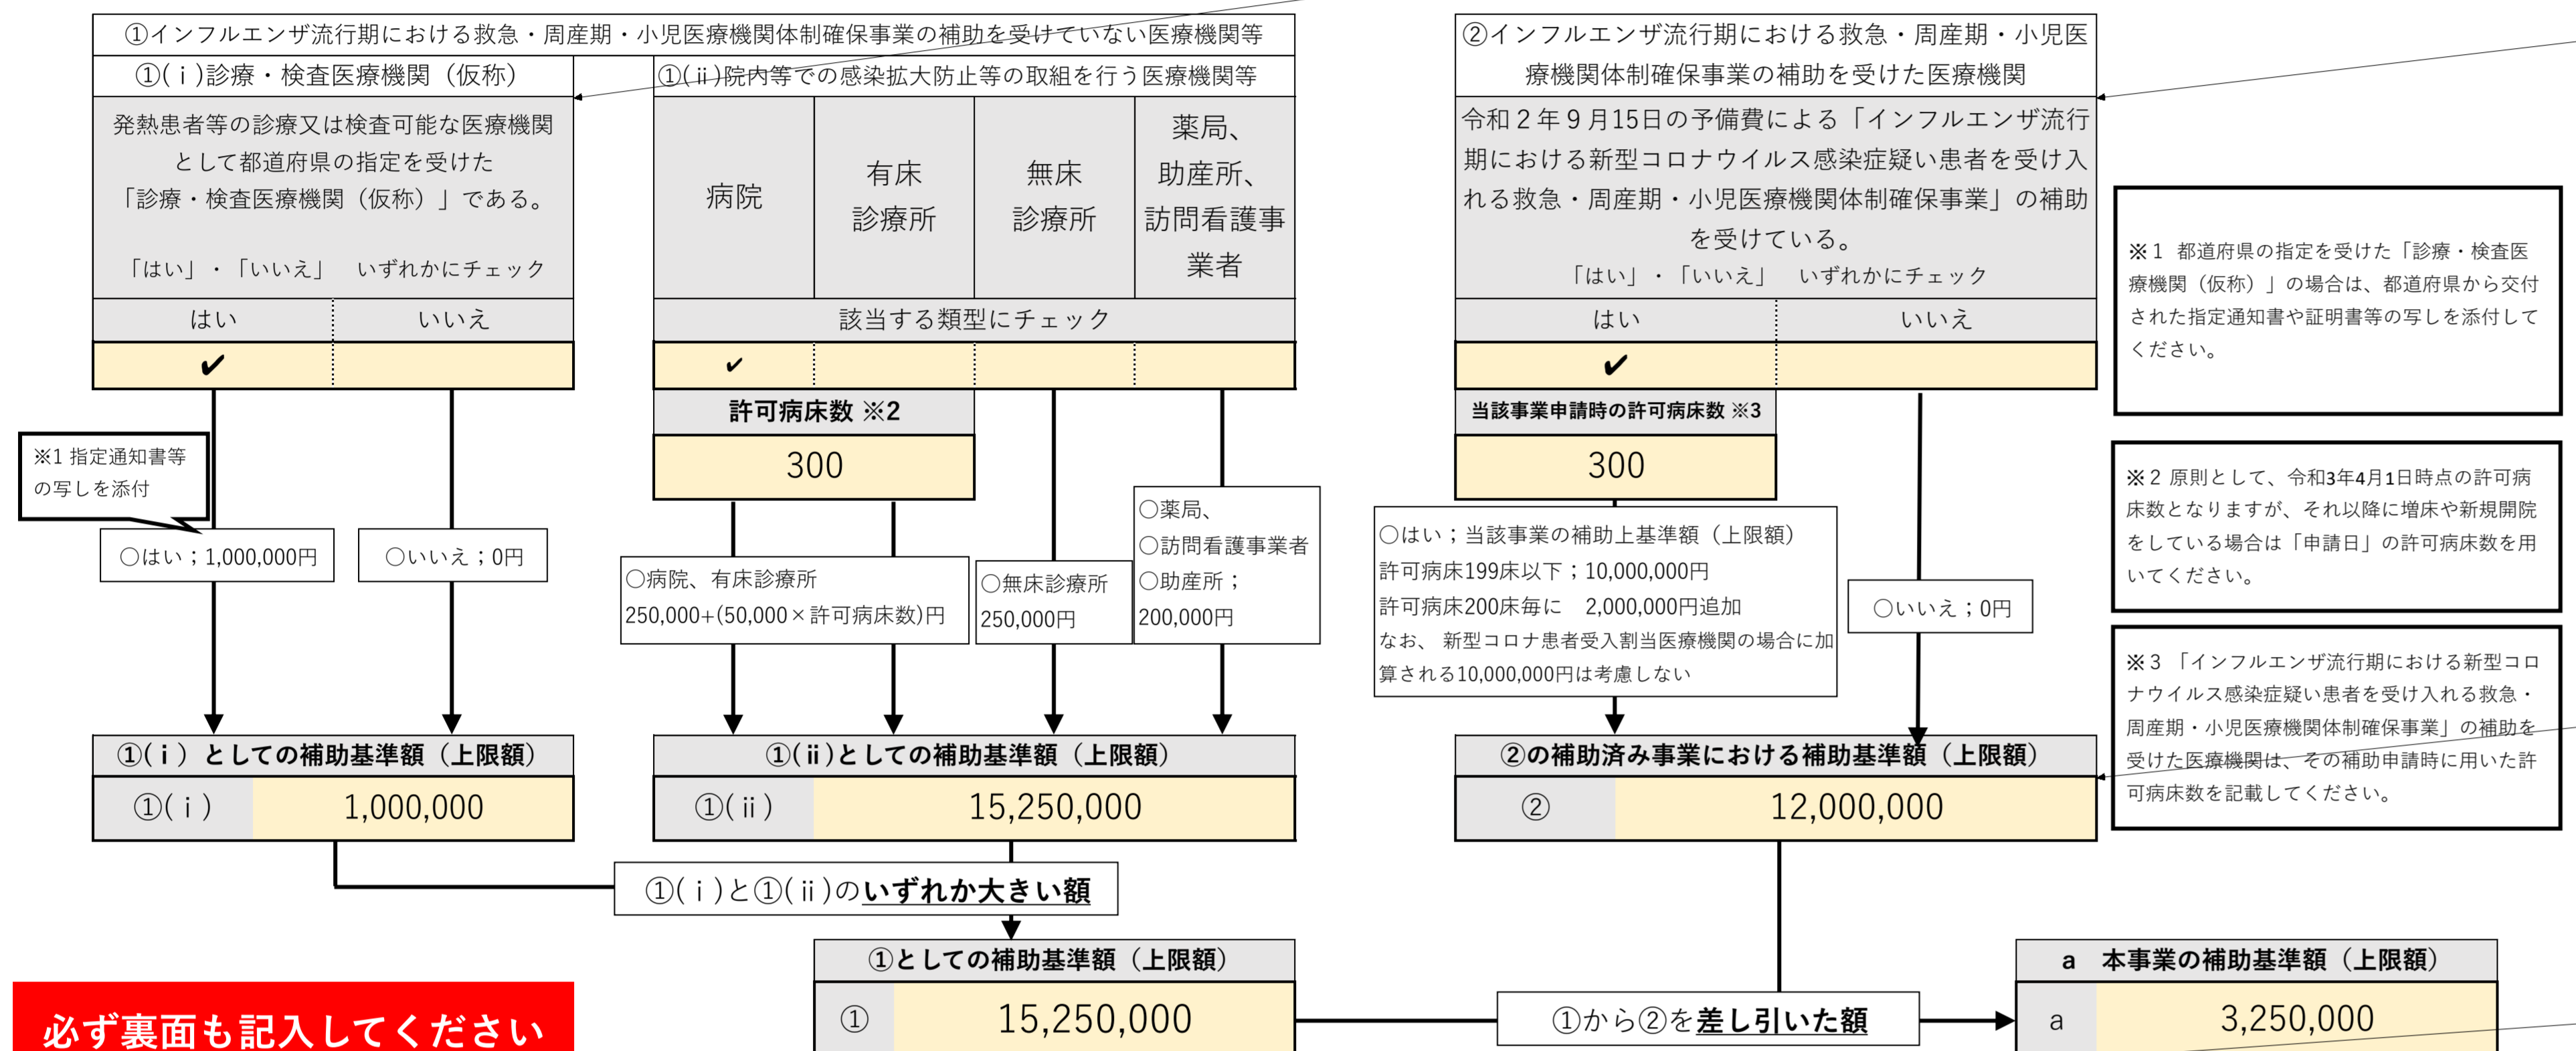 ①インフルエンザ流行期における救急・周産期・小児医療機関体制確保事業の補助を受けていない医療機関等
①(ⅰ)診療・検査医療機関（仮称）
発熱患者等の診療又は検査可能な医療機関
として都道府県の指定を受けた
「診療・検査医療機関（仮称）」である。
「はい」・「いいえ」　いずれかにチェック
はい
いいえ
✔
①(ⅱ)院内等での感染拡大防止等の取組を行う医療機関等
病院
有床
診療所
無床
診療所
薬局、
助産所、
訪問看護事
業者
該当する類型にチェック
✔
許可病床数 ※2
300
②インフルエンザ流行期における救急・周産期・小児医
療機関体制確保事業の補助を受けた医療機関
令和２年９月15日の予備費による「インフルエンザ流行
期における新型コロナウイルス感染症疑い患者を受け入
れる救急・周産期・小児医療機関体制確保事業」の補助
を受けている。
「はい」・「いいえ」　いずれかにチェック
はい
いいえ
✔
当該事業申請時の許可病床数 ※3
300
※１ 都道府県の指定を受けた「診療・検査医
療機関（仮称）」の場合は、都道府県から交付
された指定通知書や証明書等の写しを添付して
ください。
※２ 原則として、令和3年4月1日時点の許可病
床数となりますが、それ以降に増床や新規開院
をしている場合は「申請日」の許可病床数を用
いてください。
※３ 「インフルエンザ流行期における新型コロ
ナウイルス感染症疑い患者を受け入れる救急・
周産期・小児医療機関体制確保事業」の補助を
受けた医療機関は、その補助申請時に用いた許
可病床数を記載してください。
※1 指定通知書等
の写しを添付
○はい；1,000,000円
○いいえ；0円
○病院、有床診療所
250,000+(50,000×許可病床数)円
○無床診療所
250,000円
○薬局、
○訪問看護事業者
○助産所；
200,000円
○はい；当該事業の補助上基準額（上限額）
許可病床199床以下；10,000,000円
許可病床200床毎に　2,000,000円追加
なお、 新型コロナ患者受入割当医療機関の場合に加
算される10,000,000円は考慮しない
○いいえ；0円
①(ⅰ）としての補助基準額（上限額）
①(ⅰ)
1,000,000
①(ⅱ)としての補助基準額（上限額）
①(ⅱ)
15,250,000
②の補助済み事業における補助基準額（上限額）
②
12,000,000
①(ⅰ)と①(ⅱ)のいずれか大きい額
①としての補助基準額（上限額）
①
15,250,000
①から②を差し引いた額
a　本事業の補助基準額（上限額）
a
3,250,000
必ず裏面も記入してください